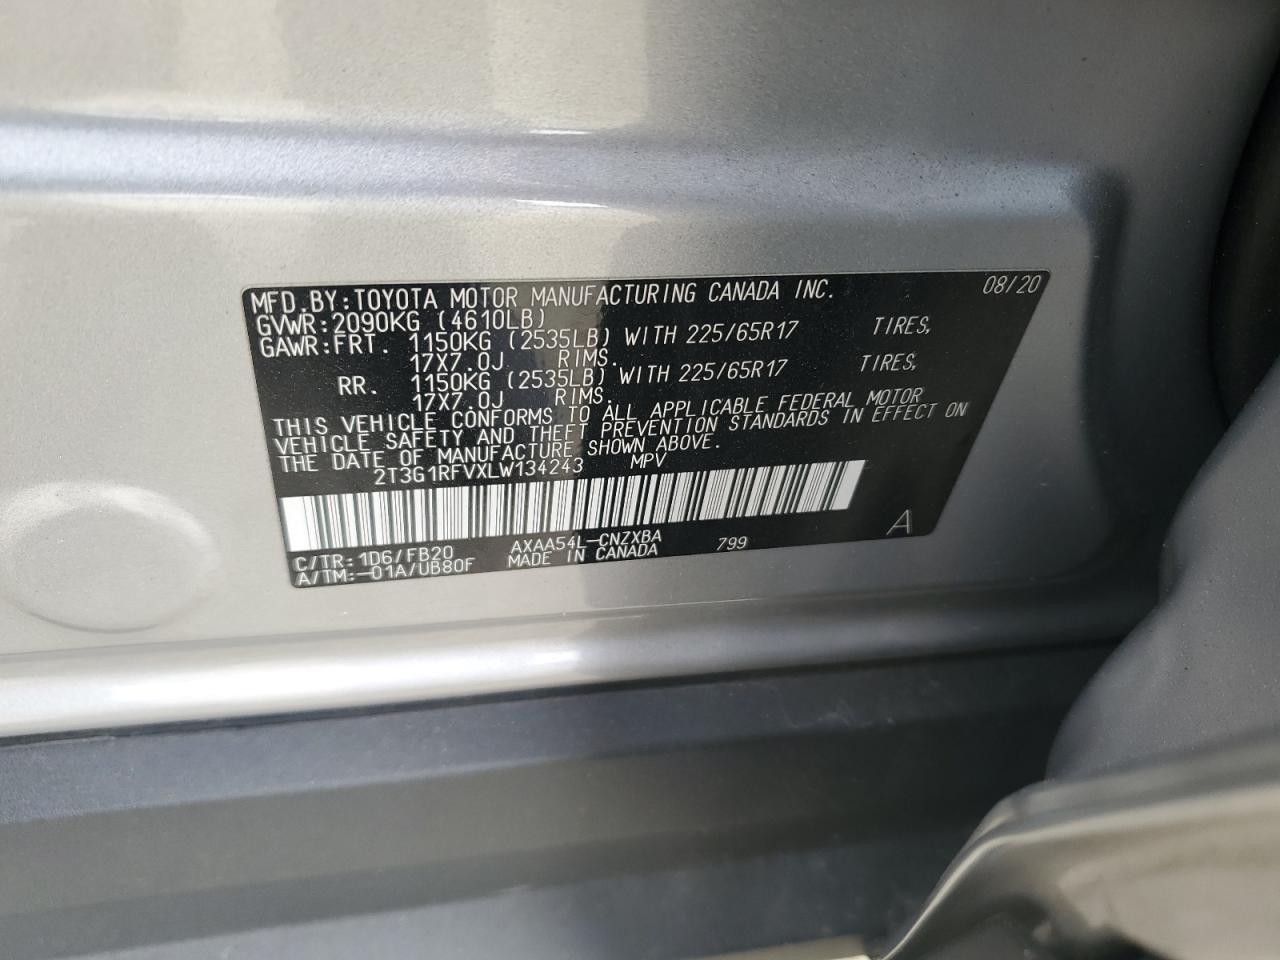 MFD.BY:TOYOTA MOTOR MANUFACTURING CANADA INC. 08/20
GVWR:2090KG (4610LB)
GAWR:FRT. 1150KG (2535LB) WITH 225/65R17 TIRES,
17X7.0J RIMS.
RR. 1150KG (2535LB) WITH 225/65R17 TIRES,
17X7.0J RIMS.
THIS VEHICLE CONFORMS TO ALL APPLICABLE FEDERAL MOTOR
VEHICLE SAFETY AND THEFT PREVENTION STANDARDS IN EFFECT ON
THE DATE OF MANUFACTURE SHOWN ABOVE.
2T3G1RFVXLW134243 MPV
A
C/TR:1D6/FB20 AXAA54L-CNZXBA 799
A/TM:-01A/UB80F MADE IN CANADA